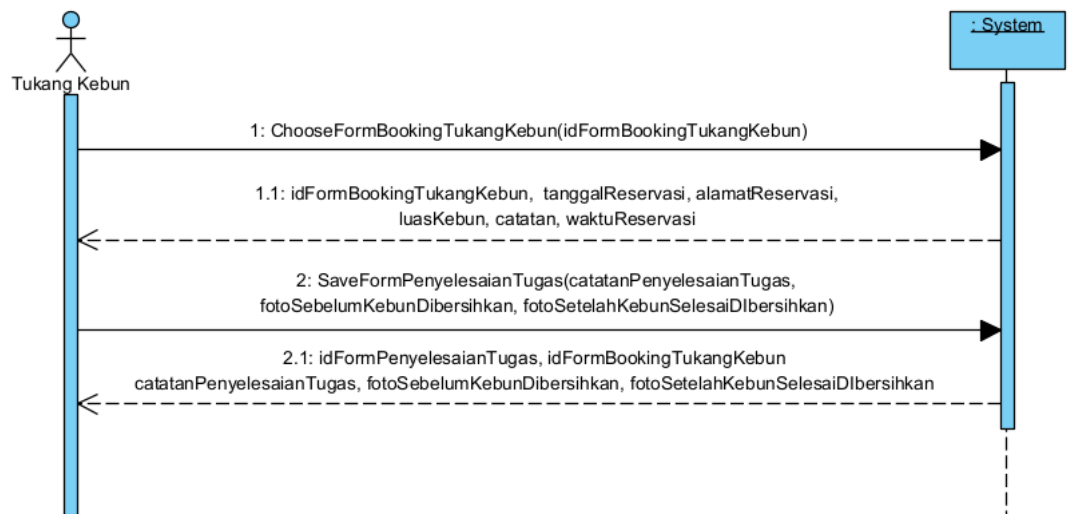 : System
Tukang Kebun
1: ChooseFormBookingTukangKebun(idFormBookingTukangKebun)
1.1: idFormBookingTukangKebun, tanggalReservasi, alamatReservasi,
luasKebun, catatan, waktuReservasi
2: SaveFormPenyelesaianTugas(catatanPenyelesaianTugas,
fotoSebelumKebunDibersihkan, fotoSetelahKebunSelesaiDIbersihkan)
2.1: idFormPenyelesaianTugas, idFormBookingTukangKebun
catatanPenyelesaianTugas, fotoSebelumKebunDibersihkan, fotoSetelahKebunSelesaiDIbersihkan